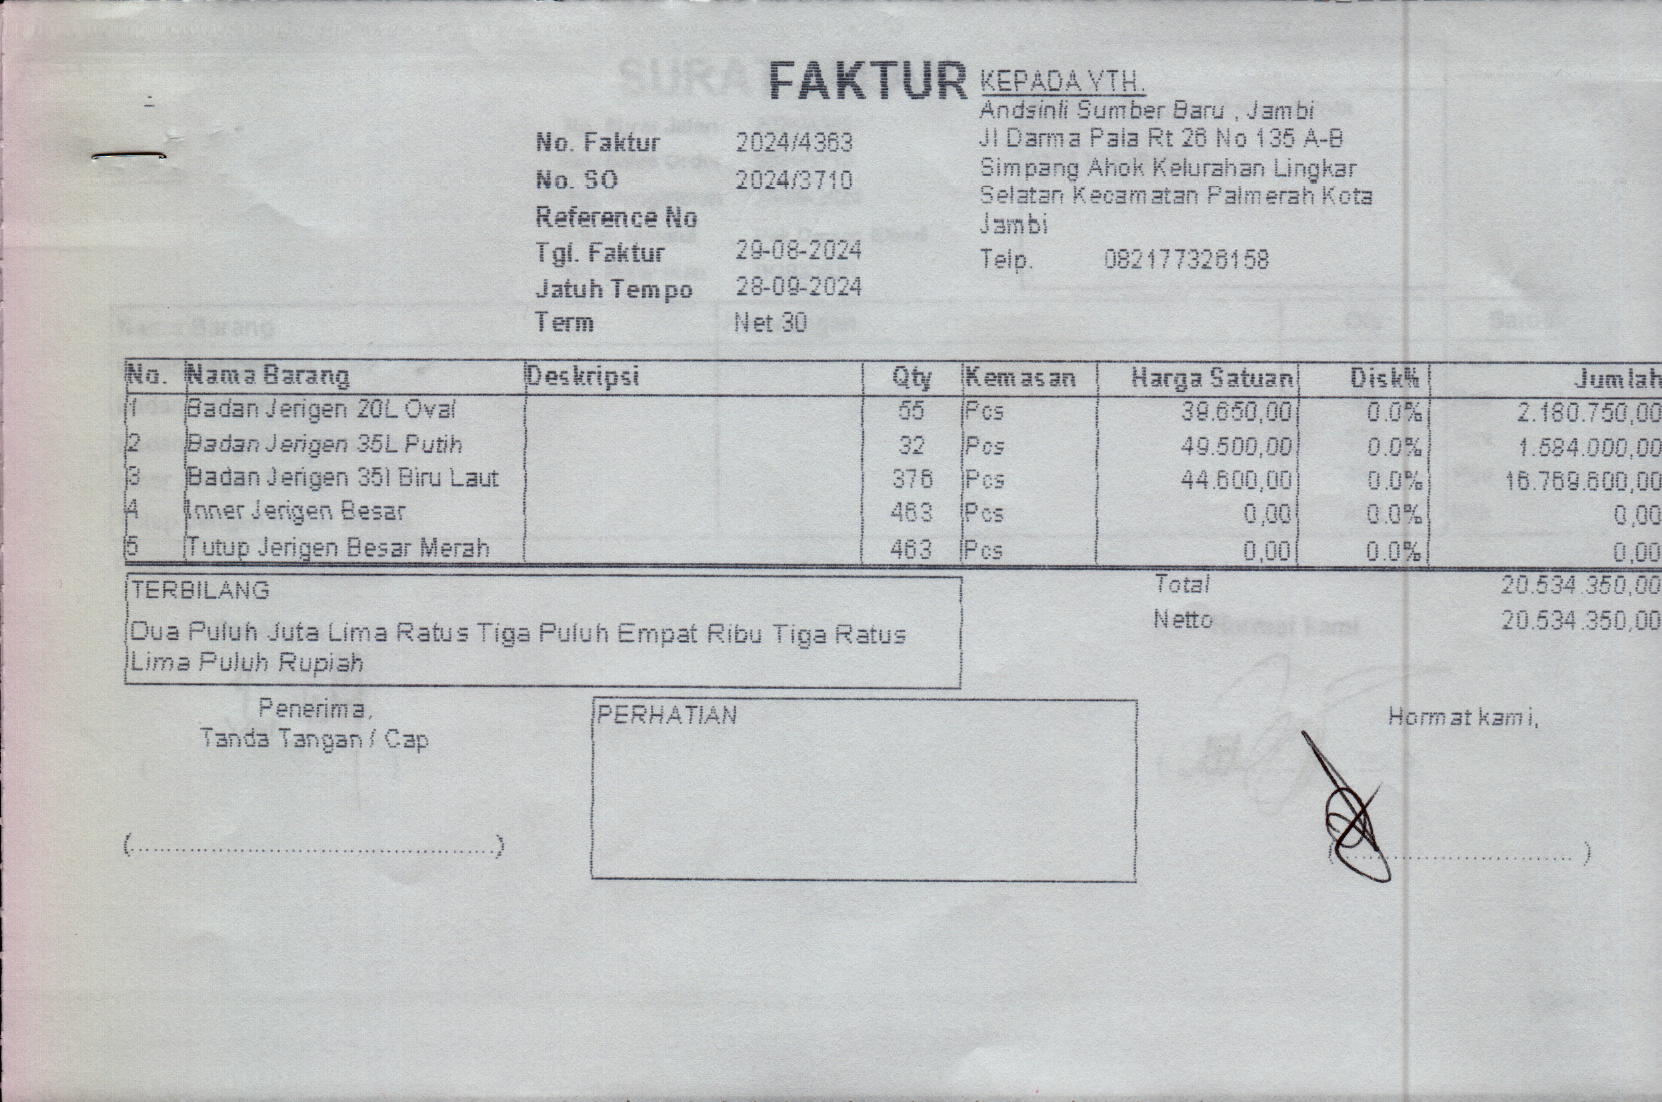 FAKTUR
KEPADA YTH.
Andsinli Sumber Baru , Jambi
Jl Darma Pala Rt 26 No 135 A-B
Simpang Ahok Kelurahan Lingkar
Selatan Kecamatan Palmerah Kota
Jambi
Telp. 082177326158
No. Faktur 2024/4363
No. SO 2024/3710
Reference No
Tgl. Faktur 29-08-2024
Jatuh Tempo 28-09-2024
Term Net 30
No. Nama Barang Deskripsi Qty Kemasan Harga Satuan Disk% Jumlah
1 Badan Jerigen 20L Oval 55 Pcs 39.650,00 0.0% 2.180.750,00
2 Badan Jerigen 35L Putih 32 Pcs 49.500,00 0.0% 1.584.000,00
3 Badan Jerigen 35l Biru Laut 376 Pcs 44.600,00 0.0% 16.769.600,00
4 Inner Jerigen Besar 463 Pcs 0,00 0.0% 0,00
5 Tutup Jerigen Besar Merah 463 Pcs 0,00 0.0% 0,00
TERBILANG
Dua Puluh Juta Lima Ratus Tiga Puluh Empat Ribu Tiga Ratus
Lima Puluh Rupiah
Total 20.534.350,00
Netto 20.534.350,00
Penerima,
Tanda Tangan / Cap
PERHATIAN
Hormat kami,